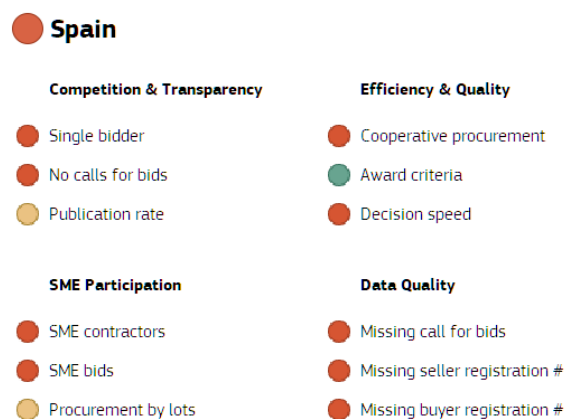 Spain
Competition & Transparency
Single bidder
No calls for bids
Publication rate
Efficiency & Quality
Cooperative procurement
Award criteria
Decision speed
SME Participation
SME contractors
SME bids
Procurement by lots
Data Quality
Missing call for bids
Missing seller registration #
Missing buyer registration #